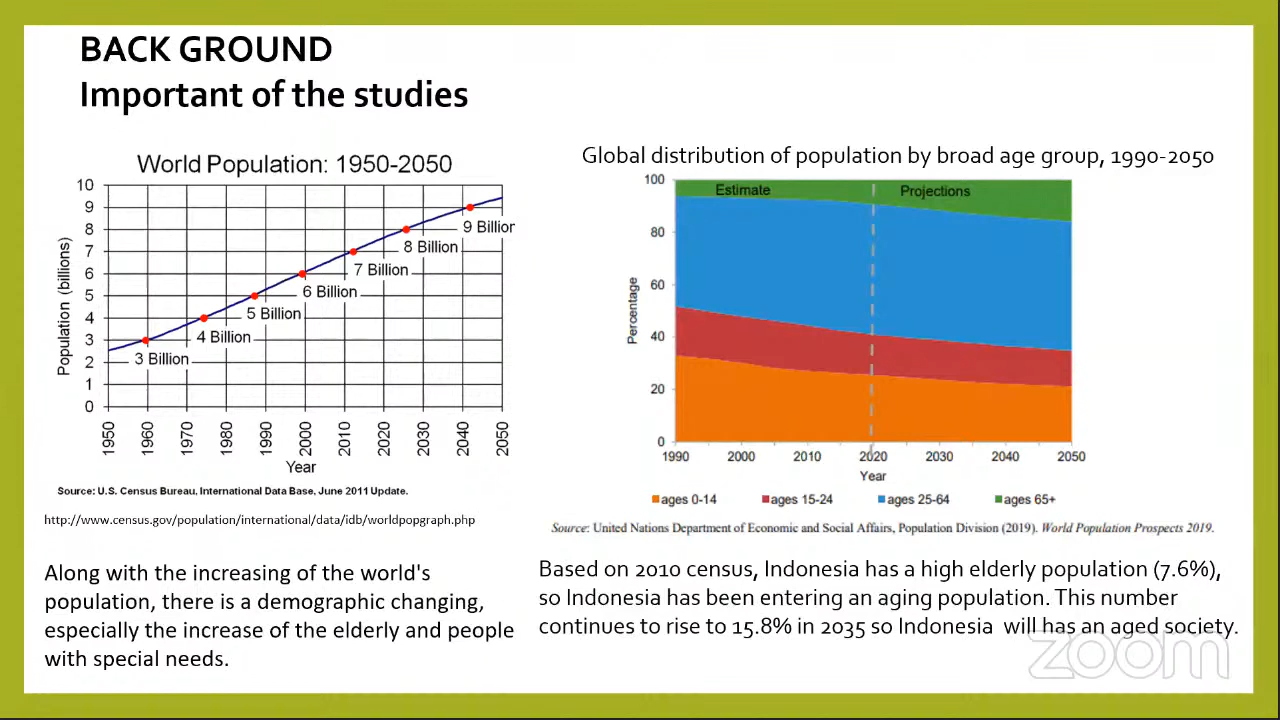 BACK GROUND
Important of the studies
World Population: 1950-2050
10
9
8
7
6
5
4
3
2
1
0
Population (billions)
3 Billion
4 Billion
5 Billion
6 Billion
7 Billion
8 Billion
9 Billion
1950
1960
1970
1980
1990
2000
2010
2020
2030
2040
2050
Year
Source: U.S. Census Bureau, International Data Base, June 2011 Update.
http://www.census.gov/population/international/data/idb/worldpopgraph.php
Along with the increasing of the world's
population, there is a demographic changing,
especially the increase of the elderly and people
with special needs.
Global distribution of population by broad age group, 1990-2050
100
80
60
40
20
0
Percentage
Estimate
Projections
1990
2000
2010
2020
2030
2040
2050
Year
ages 0-14
ages 15-24
ages 25-64
ages 65+
Source: United Nations Department of Economic and Social Affairs, Population Division (2019). World Population Prospects 2019.
Based on 2010 census, Indonesia has a high elderly population (7.6%),
so Indonesia has been entering an aging population. This number
continues to rise to 15.8% in 2035 so Indonesia will has an aged society.
zoom